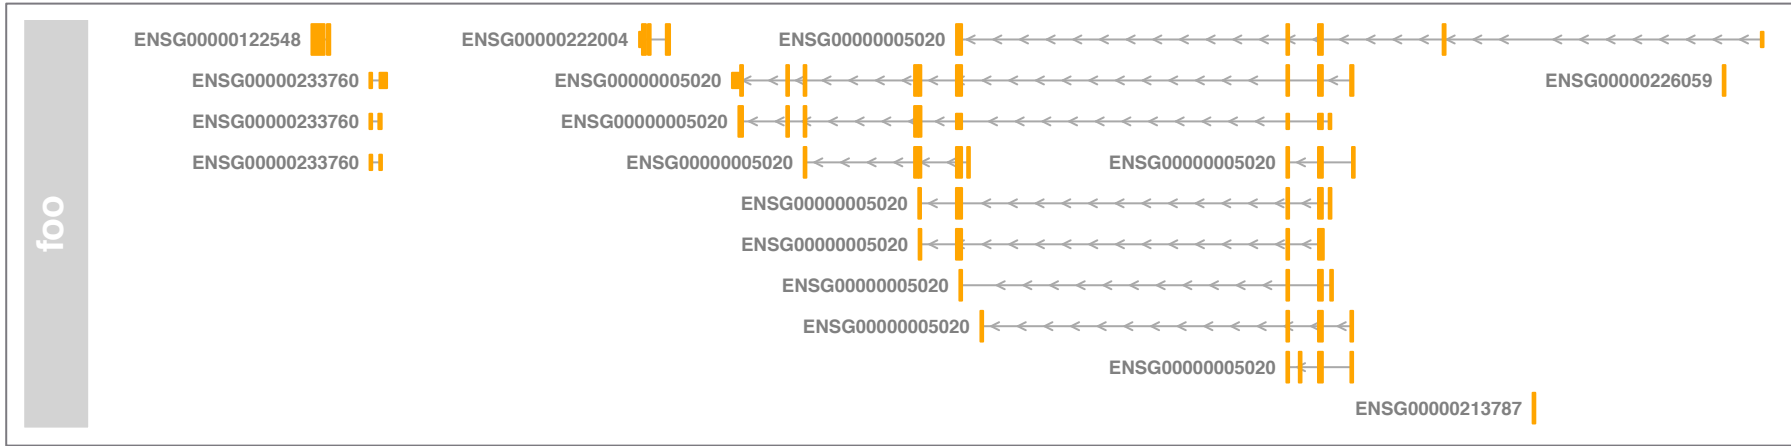 foo
ENSG00000122548 ENSG00000222004 ENSG00000005020
ENSG00000233760 ENSG00000005020 ENSG00000226059
ENSG00000233760 ENSG00000005020
ENSG00000233760 ENSG00000005020 ENSG00000005020
ENSG00000005020
ENSG00000005020
ENSG00000005020
ENSG00000005020
ENSG00000005020
ENSG00000213787